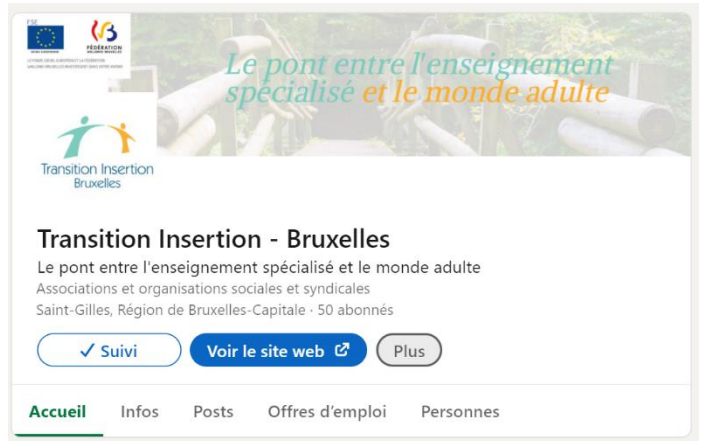 FSE
FÉDÉRATION
WALLONIE-BRUXELLES
Le pont entre l'enseignement
spécialisé et le monde adulte
Transition Insertion
Bruxelles
Transition Insertion - Bruxelles
Le pont entre l'enseignement spécialisé et le monde adulte
Associations et organisations sociales et syndicales
Saint-Gilles, Région de Bruxelles-Capitale · 50 abonnés
Suivi
Voir le site web
Plus
Accueil
Infos
Posts
Offres d'emploi
Personnes